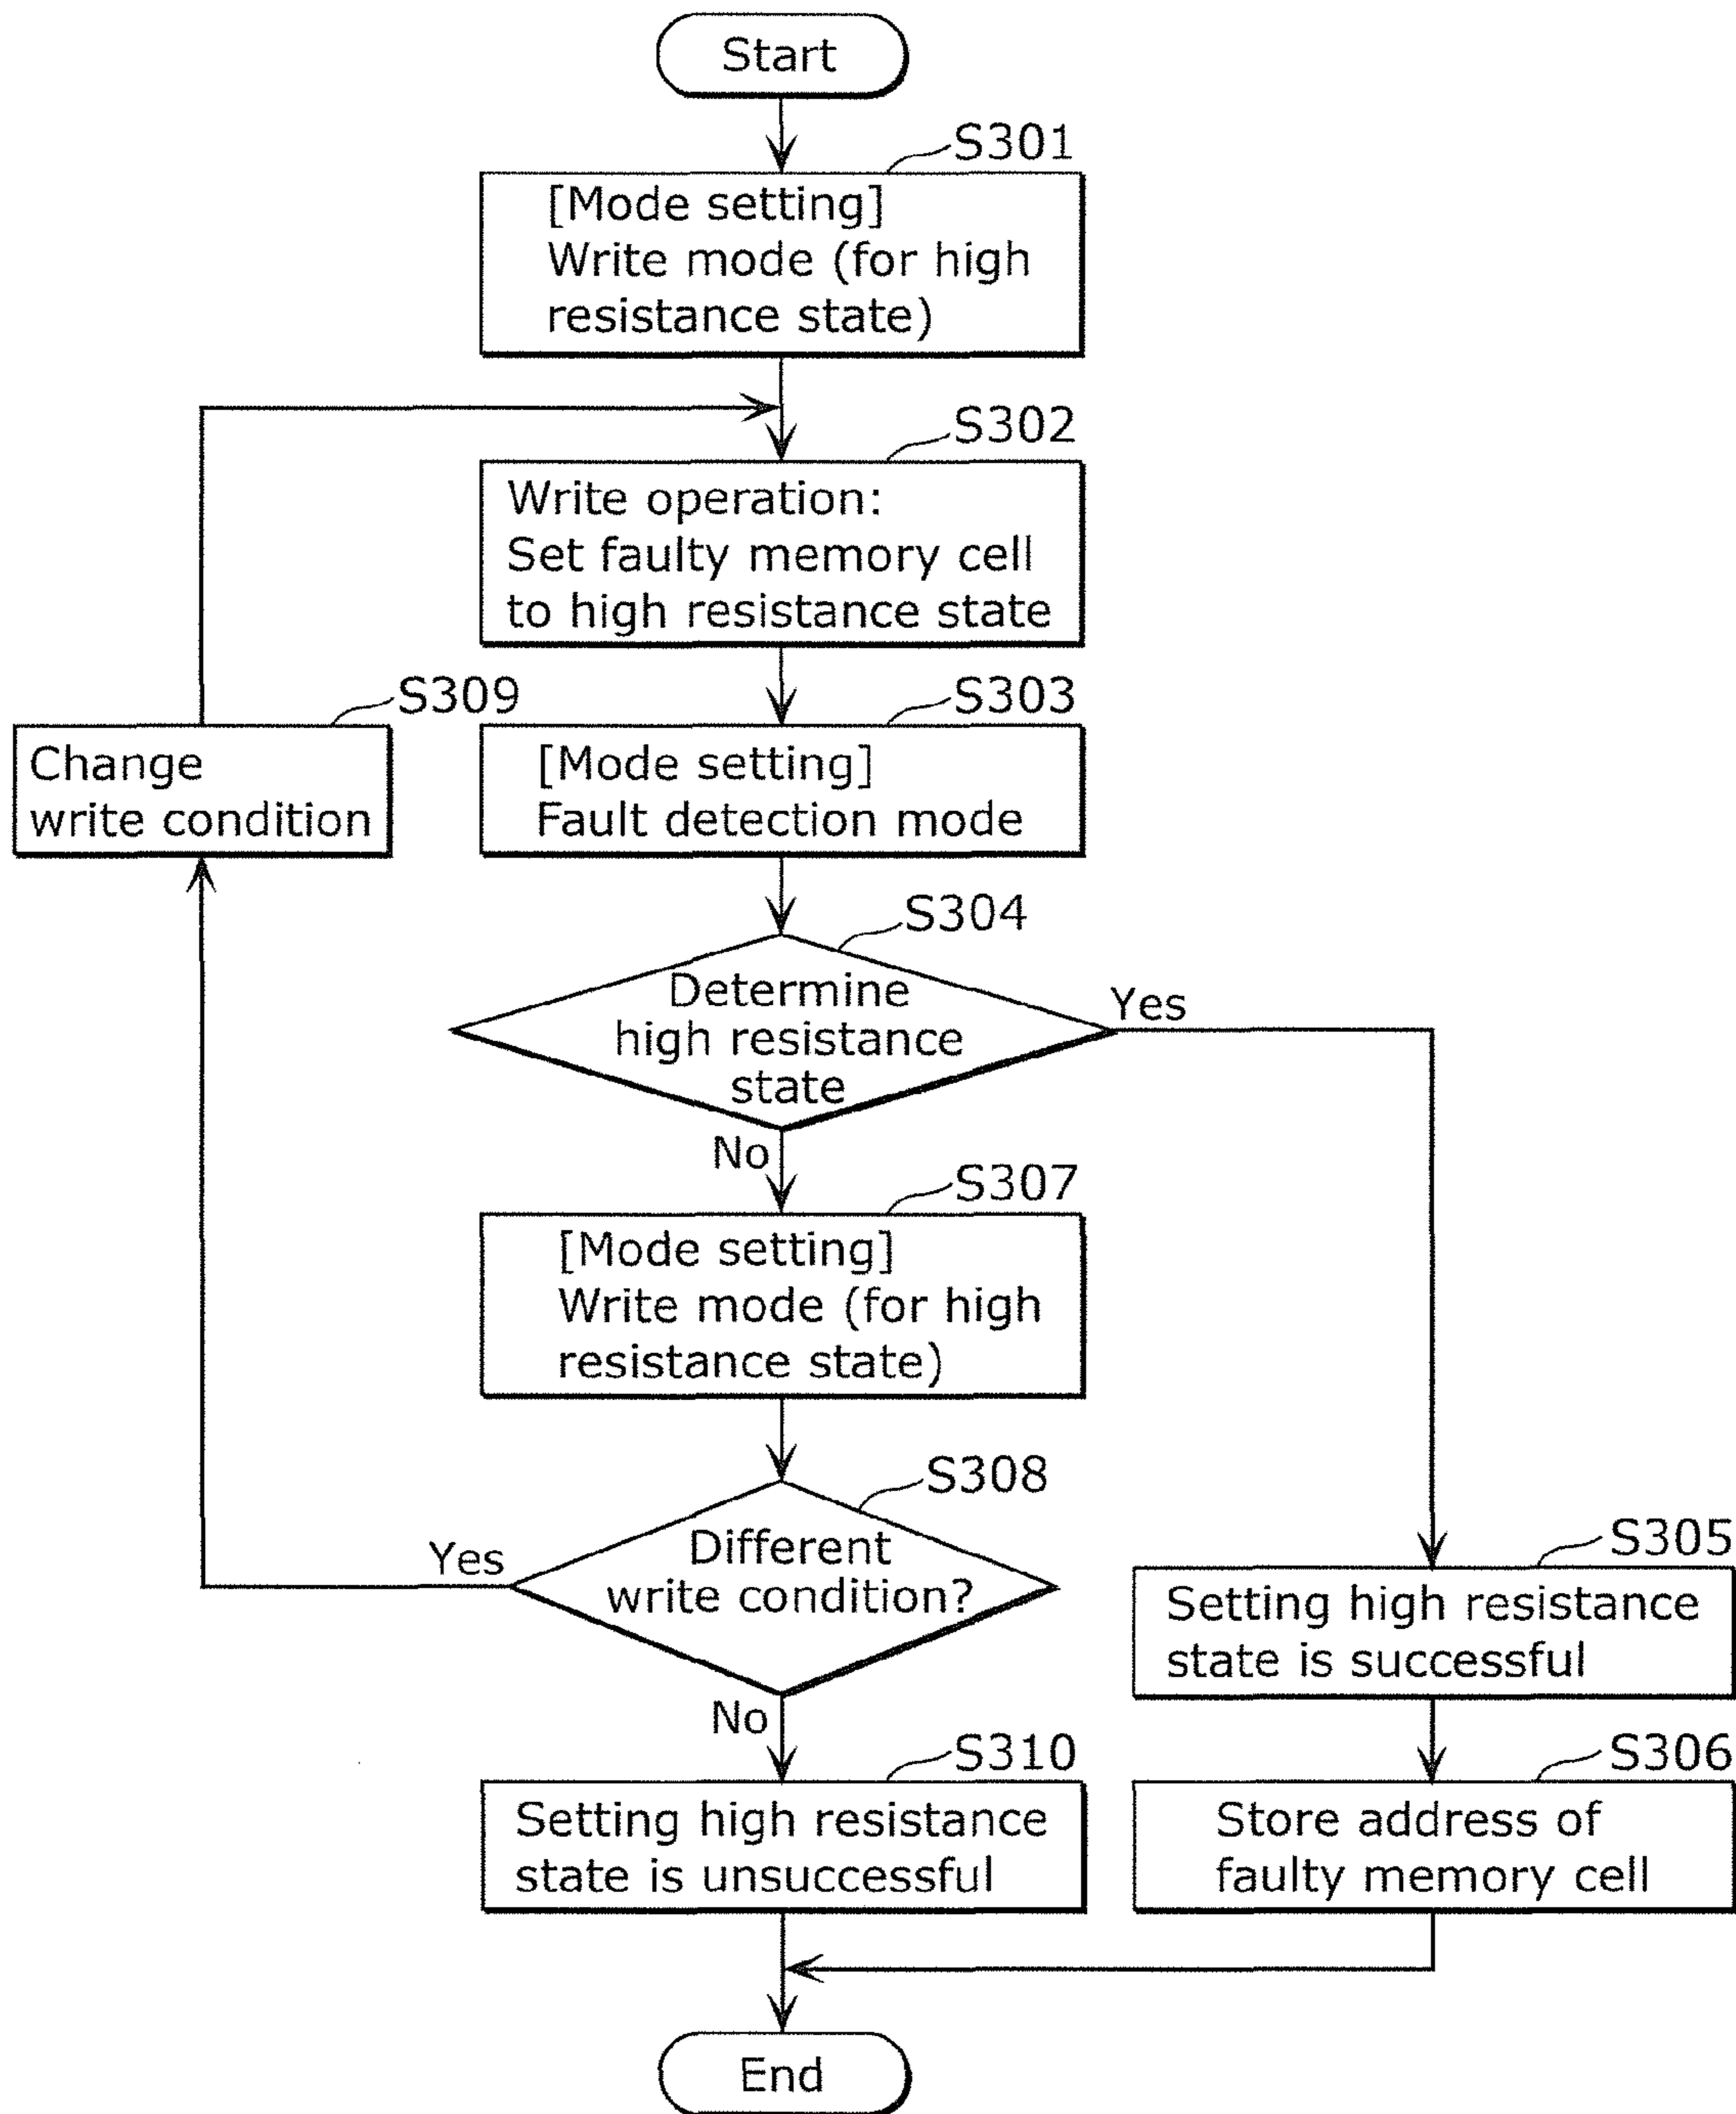 Start
S301
[Mode setting]
Write mode (for high
resistance state)
S302
Write operation:
Set faulty memory cell
to high resistance state
S309
Change
write condition
S303
[Mode setting]
Fault detection mode
S304
Determine
high resistance
state
Yes
No
S307
[Mode setting]
Write mode (for high
resistance state)
S308
Different
write condition?
Yes
No
S305
Setting high resistance
state is successful
S310
Setting high resistance
state is unsuccessful
S306
Store address of
faulty memory cell
End